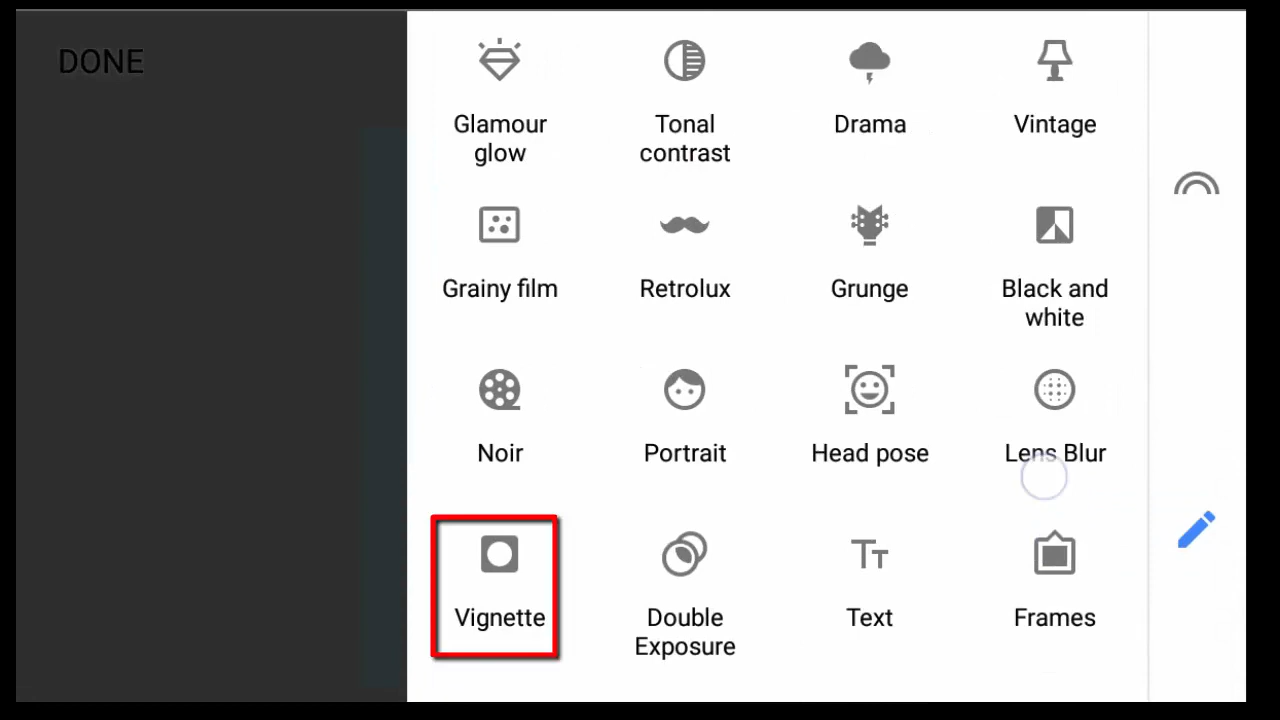 DONE
Glamour
glow
Tonal
contrast
Drama
Vintage
Grainy film
Retrolux
Grunge
Black and
white
Noir
Portrait
Head pose
Lens Blur
Vignette
Double
Exposure
Text
Frames